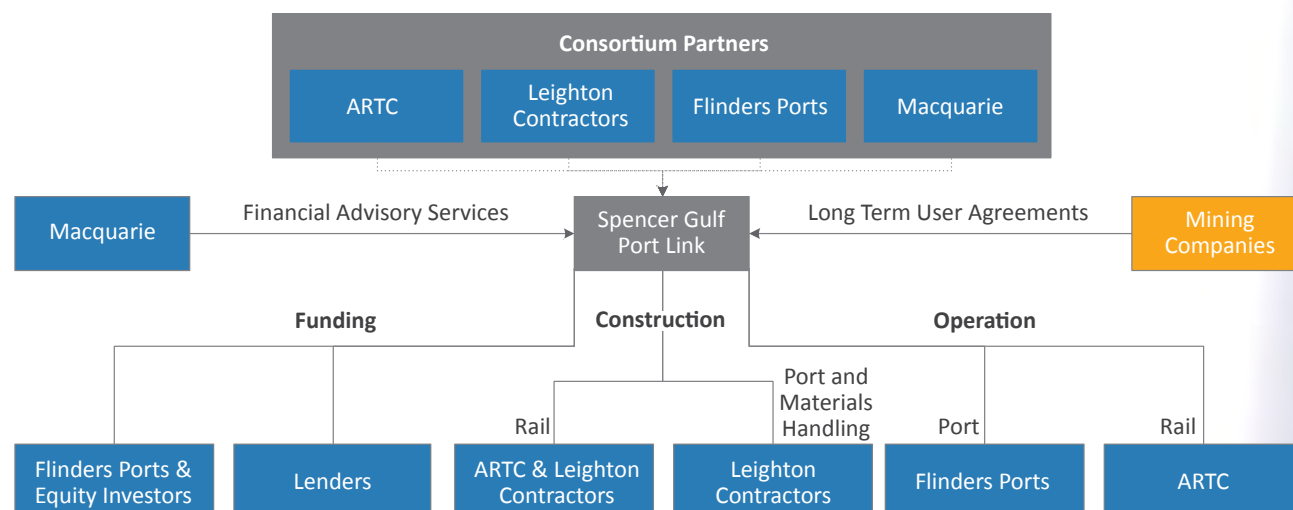 Consortium Partners
ARTC
Leighton
Contractors
Flinders Ports
Macquarie
Macquarie
Financial Advisory Services
Spencer Gulf
Port Link
Long Term User Agreements
Mining
Companies
Funding
Construction
Operation
Rail
Port and
Materials
Handling
Port
Rail
Flinders Ports &
Equity Investors
Lenders
ARTC & Leighton
Contractors
Leighton
Contractors
Flinders Ports
ARTC